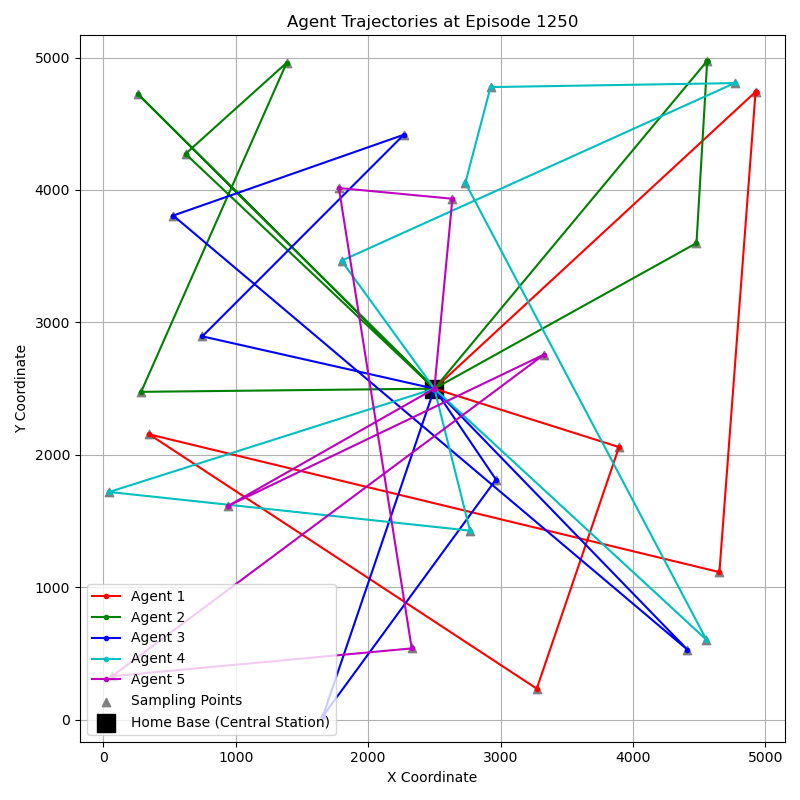 Agent Trajectories at Episode 1250
5000
4000
3000
2000
1000
0
Y Coordinate
Agent 1
Agent 2
Agent 3
Agent 4
Agent 5
Sampling Points
Home Base (Central Station)
0 1000 2000 3000 4000 5000
X Coordinate